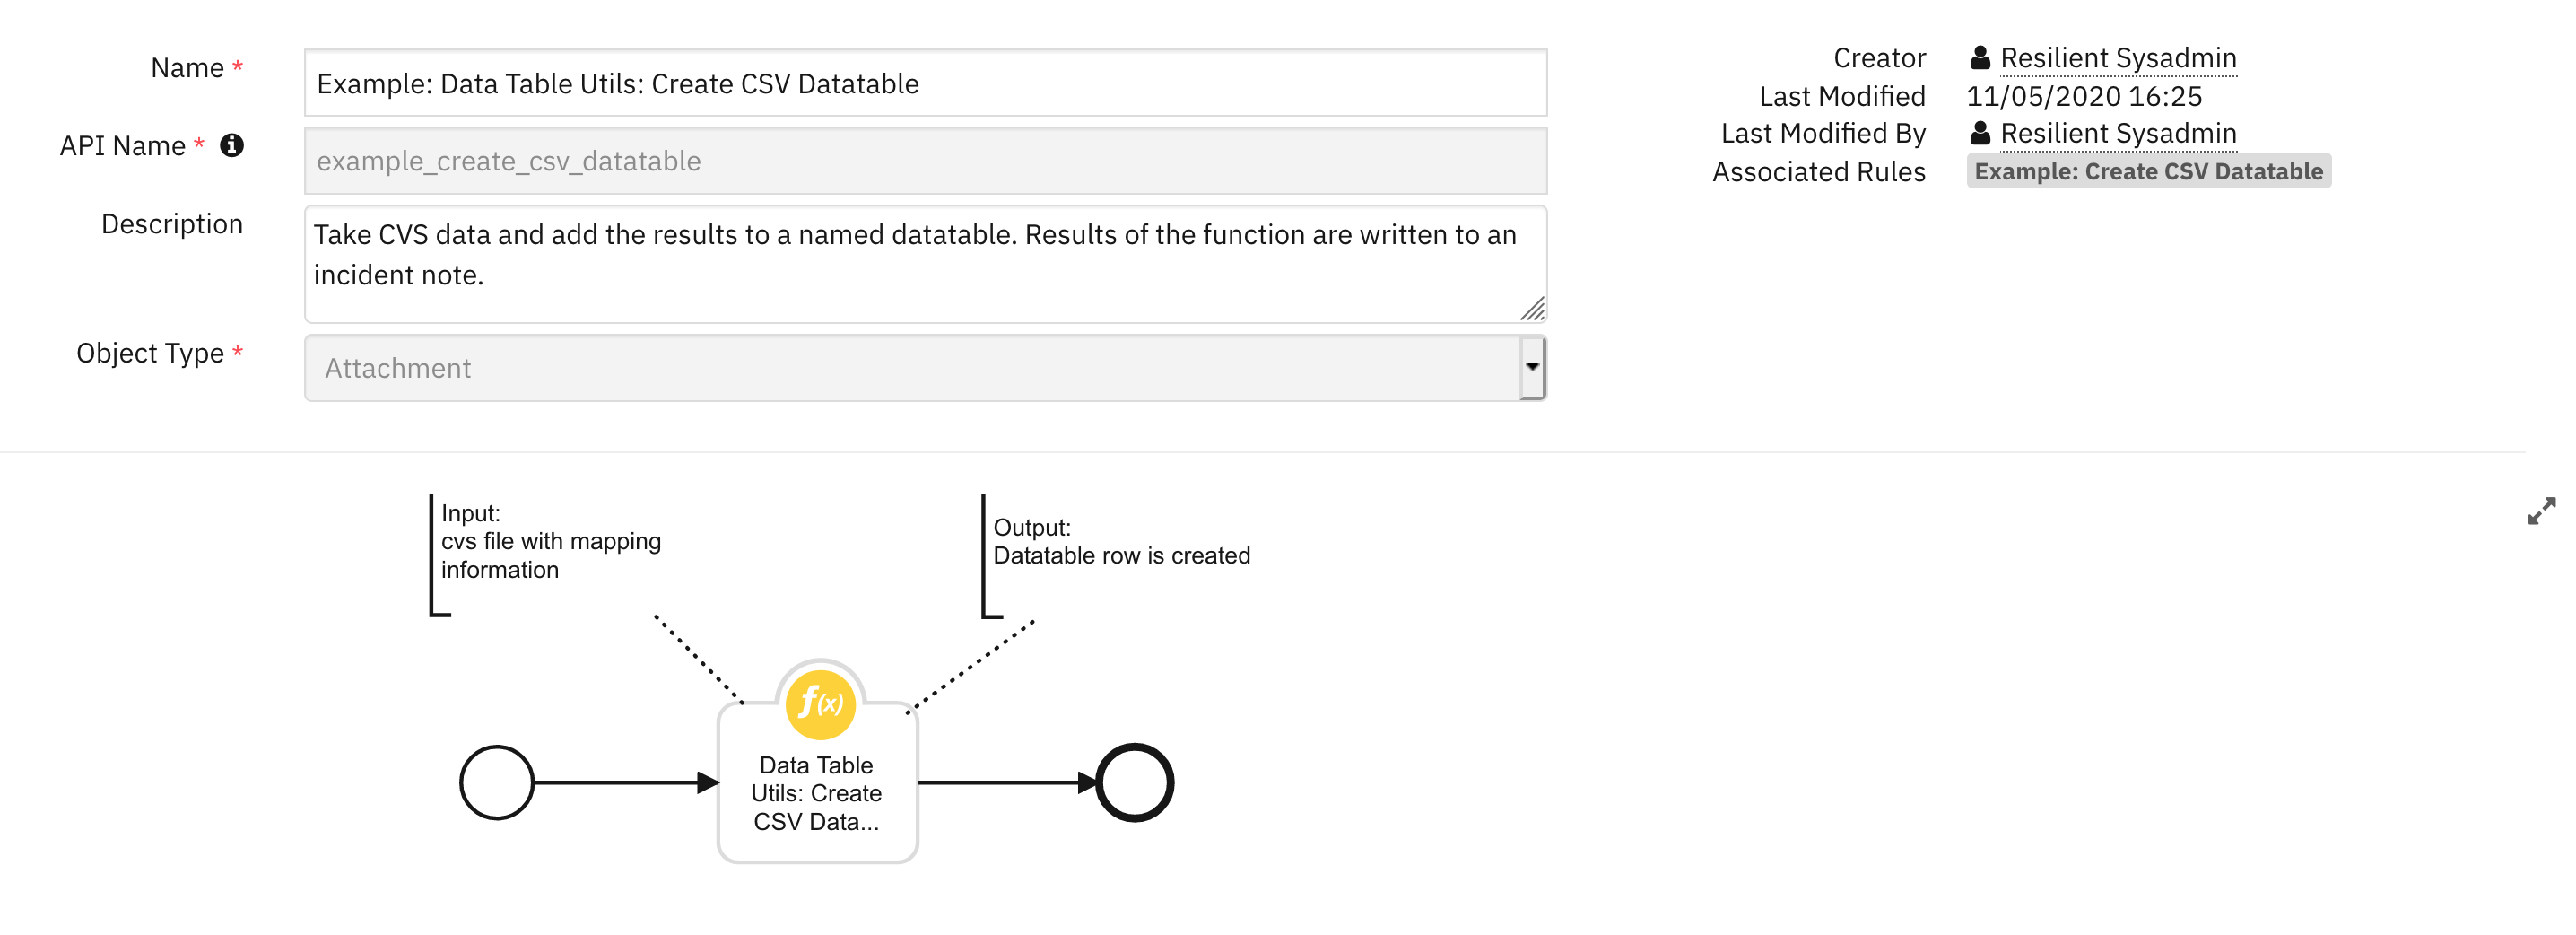 Name *
Example: Data Table Utils: Create CSV Datatable
API Name *
example_create_csv_datatable
Description
Take CVS data and add the results to a named datatable. Results of the function are written to an
incident note.
Object Type *
Attachment
Creator
Resilient Sysadmin
Last Modified
11/05/2020 16:25
Last Modified By
Resilient Sysadmin
Associated Rules
Example: Create CSV Datatable
Input:
cvs file with mapping
information
Output:
Datatable row is created
f(x)
Data Table
Utils: Create
CSV Data...